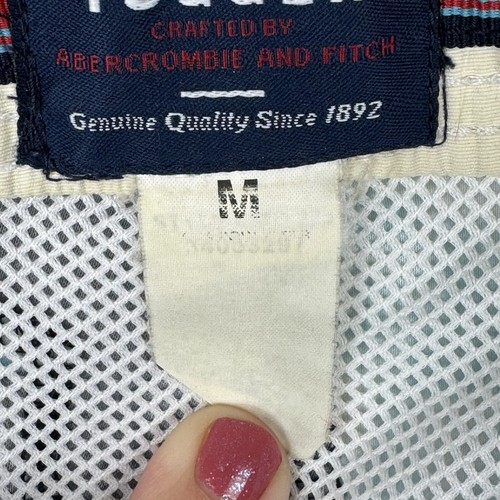 CRAFTED BY
ABERCROMBIE AND FITCH
Genuine Quality Since 1892
M